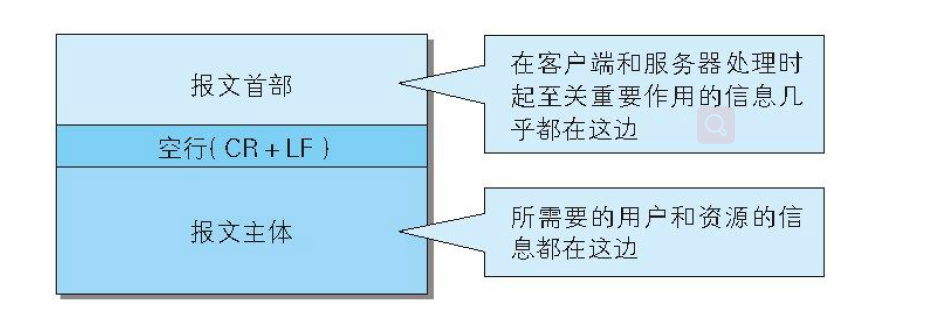 报文首部
在客户端和服务器处理时
起至关重要作用的信息几
乎都在这边
空行( CR + LF )
报文主体
所需要的用户和资源的信
息都在这边